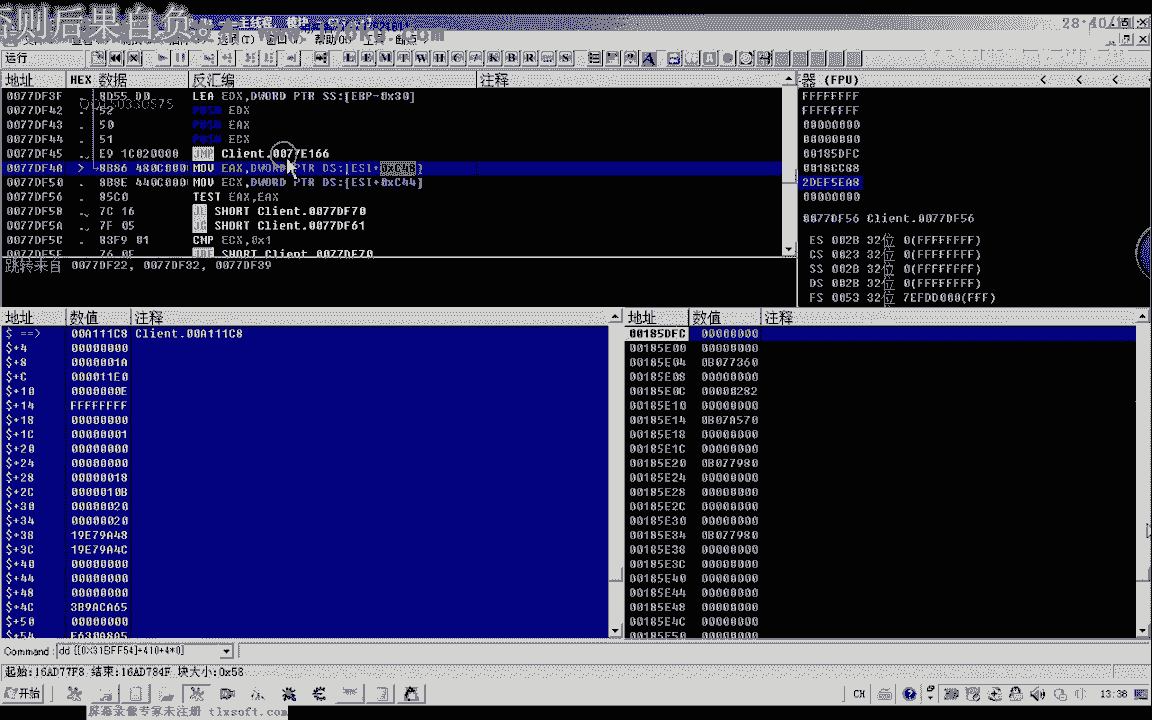 否则后果自负。
主线程
28:40
窗口
帮助(H)
工具
运行
地址 HEX 数据 反汇编 注释
0077DF3F . 8D55 D0 LEA EDX,DWORD PTR SS:[EBP-0x30]
0077DF42 . 52 PUSH EDX
0077DF43 . 50 PUSH EAX
0077DF44 . 51 PUSH ECX
0077DF45 .. E9 1C020000 JMP Client.0077E166
0077DF4A > 8B86 480C000 MOV EAX,DWORD PTR DS:[ESI+0xC48]
0077DF50 . 8B8E 440C000 MOV ECX,DWORD PTR DS:[ESI+0xC44]
0077DF56 . 85C0 TEST EAX,EAX
0077DF58 .. 7C 16 JL SHORT Client.0077DF70
0077DF5A .. 7F 05 JG SHORT Client.0077DF61
0077DF5C . 83F9 01 CMP ECX,0x1
0077DF5F SHORT Client.0077DF70
跳转来自 0077DF22, 0077DF32, 0077DF39
器 (FPU) < < <
FFFFFFFF
FFFFFFFF
00000000
00000000
00185DFC
0018CC88
2DEF5EA8
00000000
0077DF56 Client.0077DF56
ES 002B 32位 0(FFFFFFFF)
CS 0023 32位 0(FFFFFFFF)
SS 002B 32位 0(FFFFFFFF)
DS 002B 32位 0(FFFFFFFF)
FS 0053 32位 7EFDD000(FFF)
地址 数值 注释
$ ==> 00A111C8 Client.00A111C8
$+4 00000000
$+8 0000001A
$+C 000011E0
$+10 0000000E
$+14 FFFFFFFF
$+18 00000000
$+1C 00000001
$+20 00000000
$+24 00000000
$+28 00000018
$+2C 0000010B
$+30 00000020
$+34 00000020
$+38 19E79A48
$+3C 19E79A4C
$+40 00000000
$+44 00000000
$+48 00000000
$+4C 3B9ACA65
$+50 00000000
$+54 E630A8A5
地址 数值 注释
00185DFC 00000000
00185E00 00000000
00185E04 0B077360
00185E08 00000000
00185E0C 00000282
00185E10 00000000
00185E14 0B07A570
00185E18 00000000
00185E1C 00000000
00185E20 0B077980
00185E24 00000000
00185E28 00000000
00185E2C 00000000
00185E30 00000000
00185E34 0B077980
00185E38 00000000
00185E3C 00000000
00185E40 00000000
00185E44 00000000
00185E48 00000000
00185E4C 00000000
00185E50 00000000
Command: dd [[0X31BFF54]+410+4*0]
起始:16AD77F8 结束:16AD784F 块大小:0x58
开始
CH
13:38
屏幕录像专家未注册 tlxsoft.com